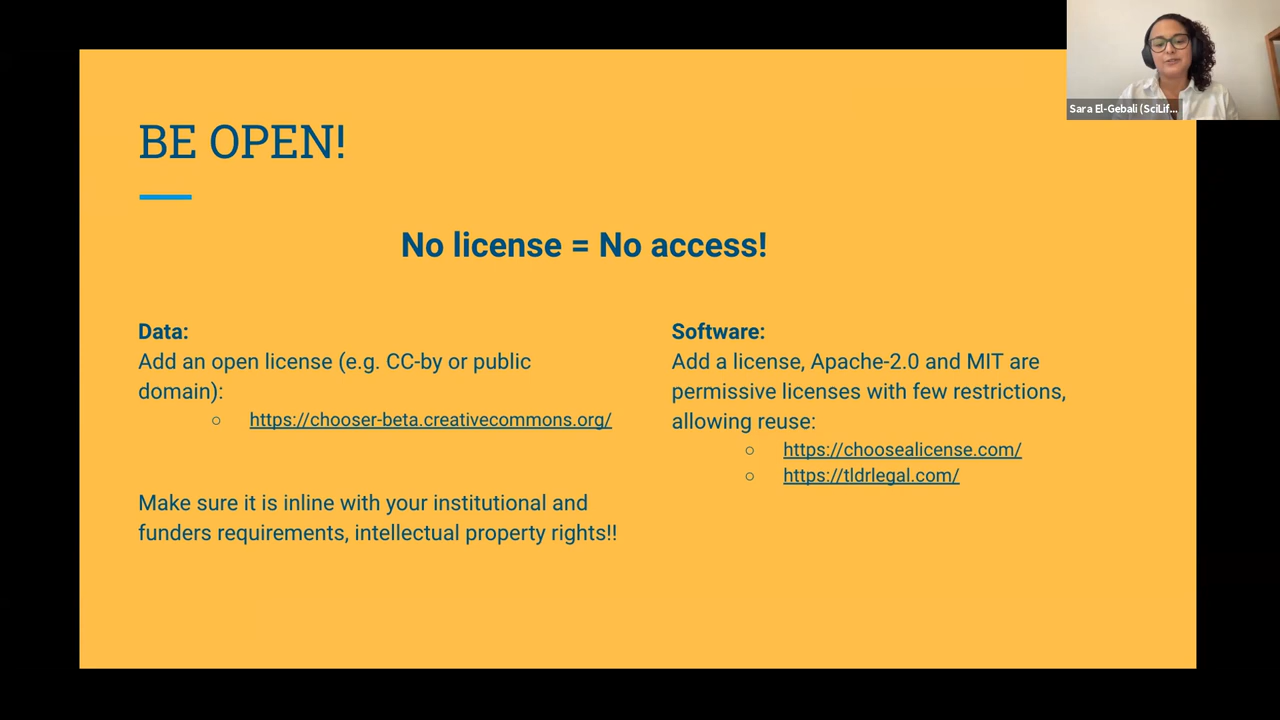 Sara El-Gebali (SciLif...
BE OPEN!
No license = No access!
Data:
Add an open license (e.g. CC-by or public
domain):
○ https://chooser-beta.creativecommons.org/
Make sure it is inline with your institutional and
funders requirements, intellectual property rights!!
Software:
Add a license, Apache-2.0 and MIT are
permissive licenses with few restrictions,
allowing reuse:
○ https://choosealicense.com/
○ https://tldrlegal.com/